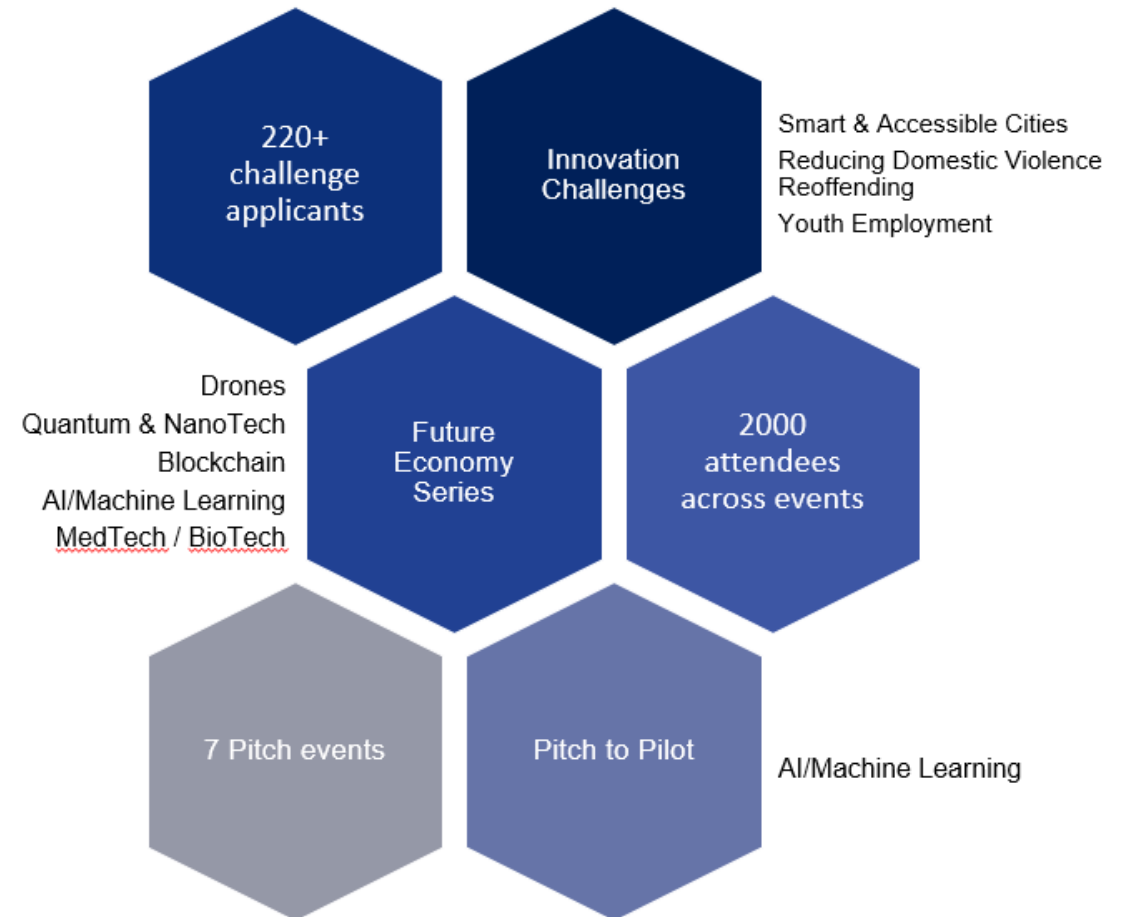 220+
challenge
applicants
Innovation
Challenges
Smart & Accessible Cities
Reducing Domestic Violence
Reoffending
Youth Employment
Drones
Quantum & NanoTech
Blockchain
AI/Machine Learning
MedTech / BioTech
Future
Economy
Series
2000
attendees
across events
7 Pitch events
Pitch to Pilot
AI/Machine Learning